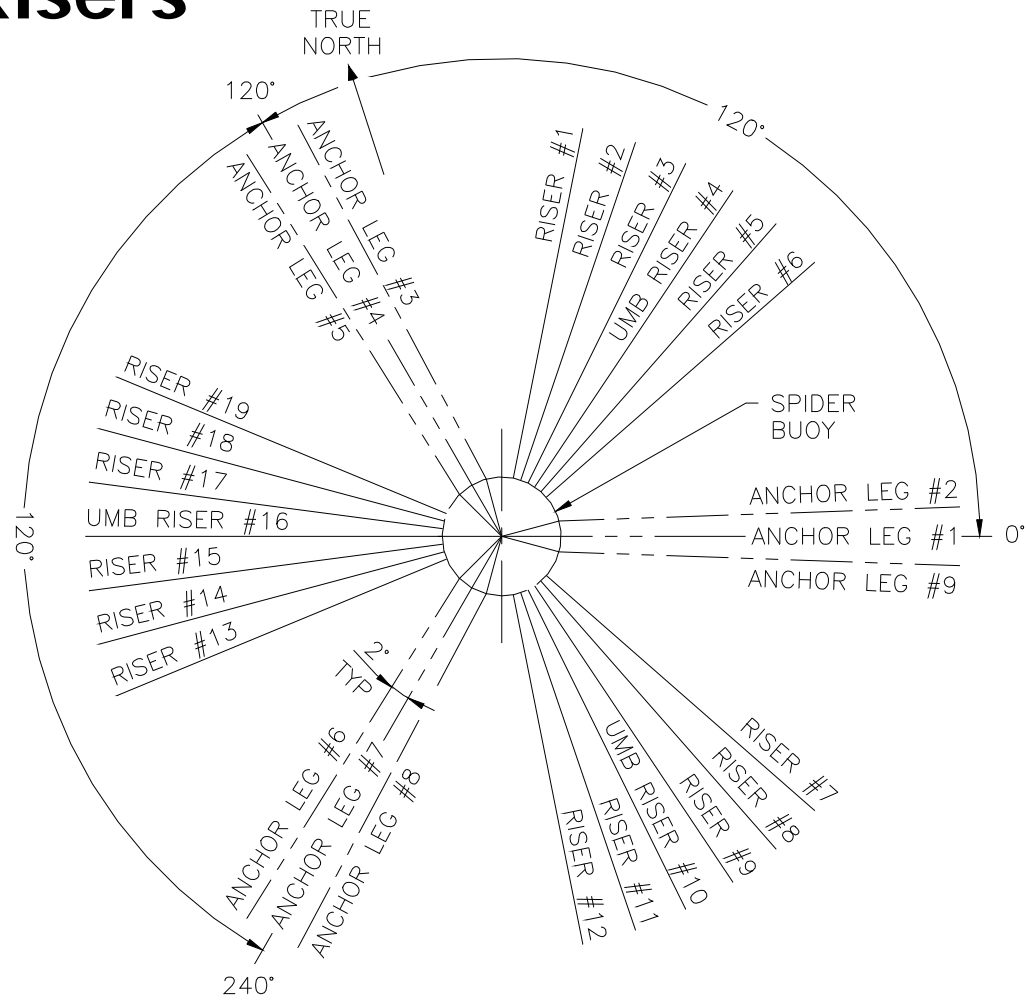 Risers
TRUE
NORTH
120°
120°
120°
0°
240°
ANCHOR LEG #3
ANCHOR LEG #4
ANCHOR LEG #5
RISER #1
RISER #2
RISER #3
UMB RISER #4
RISER #5
RISER #6
SPIDER
BUOY
ANCHOR LEG #2
ANCHOR LEG #1
ANCHOR LEG #9
RISER #19
RISER #18
RISER #17
UMB RISER #16
RISER #15
RISER #14
RISER #13
2°
TYP
ANCHOR LEG #6
ANCHOR LEG #7
ANCHOR LEG #8
RISER #7
RISER #8
RISER #9
UMB RISER #10
RISER #11
RISER #12